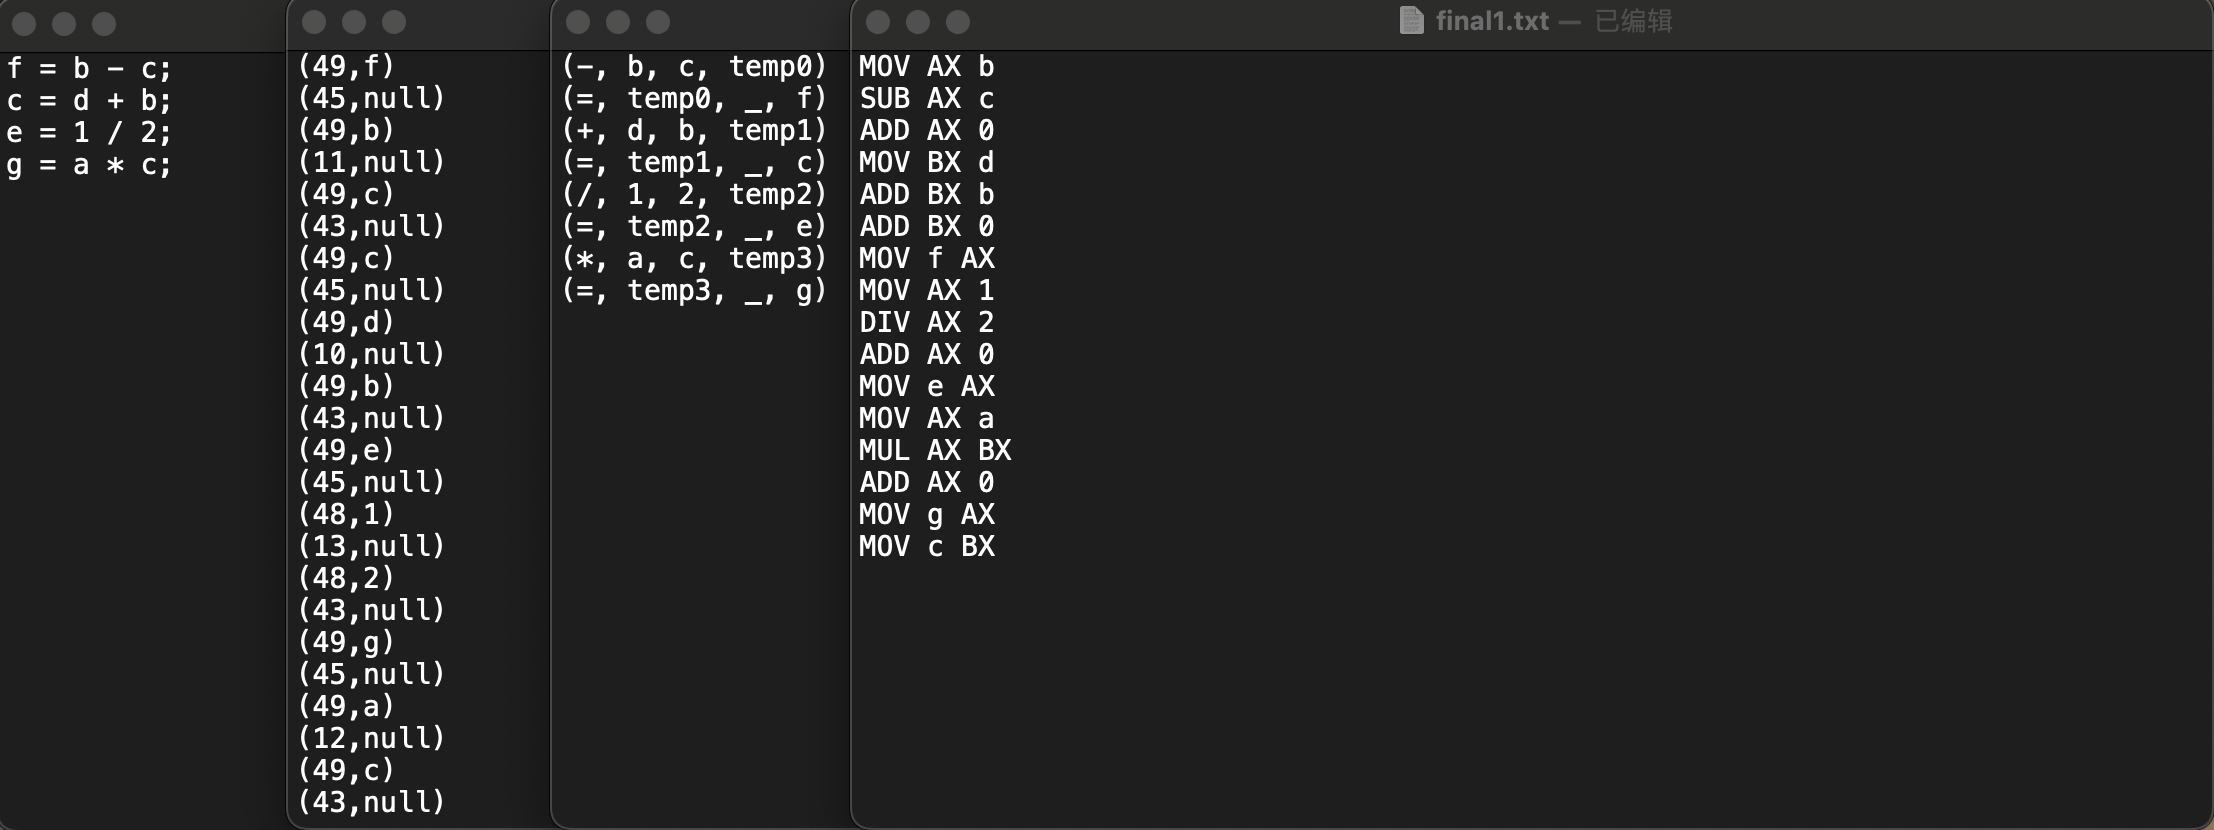 f = b - c;
c = d + b;
e = 1 / 2;
g = a * c;
(49,f)
(45,null)
(49,b)
(11,null)
(49,c)
(43,null)
(49,c)
(45,null)
(49,d)
(10,null)
(49,b)
(43,null)
(49,e)
(45,null)
(48,1)
(13,null)
(48,2)
(43,null)
(49,g)
(45,null)
(49,a)
(12,null)
(49,c)
(43,null)
(-, b, c, temp0)
(=, temp0, _, f)
(+, d, b, temp1)
(=, temp1, _, c)
(/, 1, 2, temp2)
(=, temp2, _, e)
(*, a, c, temp3)
(=, temp3, _, g)
final1.txt — 已编辑
MOV AX b
SUB AX c
ADD AX 0
MOV BX d
ADD BX b
ADD BX 0
MOV f AX
MOV AX 1
DIV AX 2
ADD AX 0
MOV e AX
MOV AX a
MUL AX BX
ADD AX 0
MOV g AX
MOV c BX